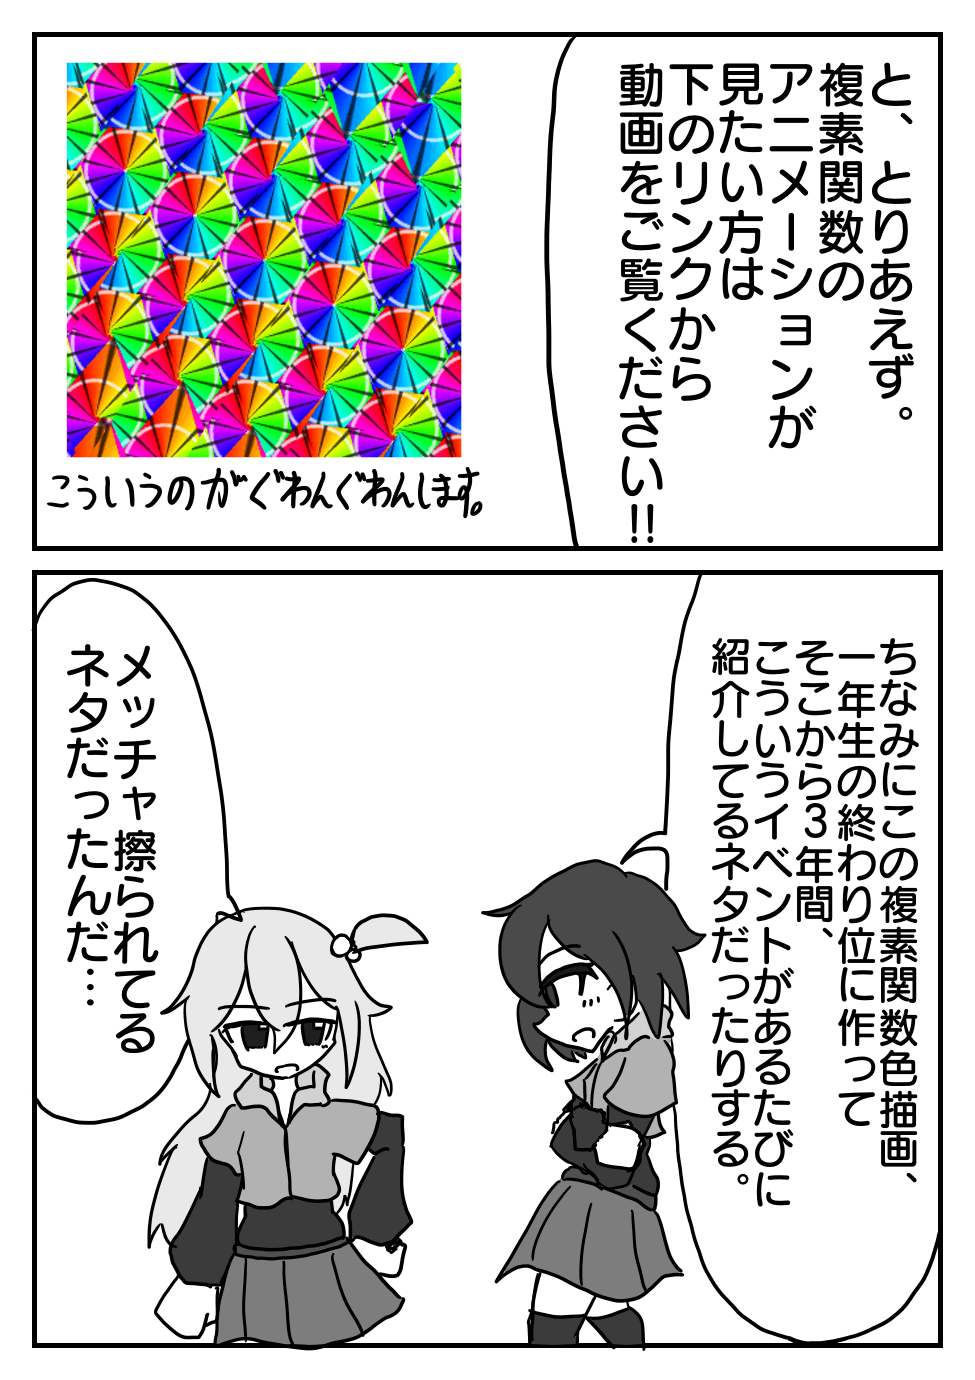 と、とりあえず。
複素関数の
アニメーションが
見たい方は
下のリンクから
動画をご覧ください!!
こういうのがぐわんぐわんします。
ちなみにこの複素関数色描画、
一年生の終わり位に作って
そこから3年間、
こういうイベントがあるたびに
紹介してるネタだったりする。
メッチャ擦られてる
ネタだったんだ…